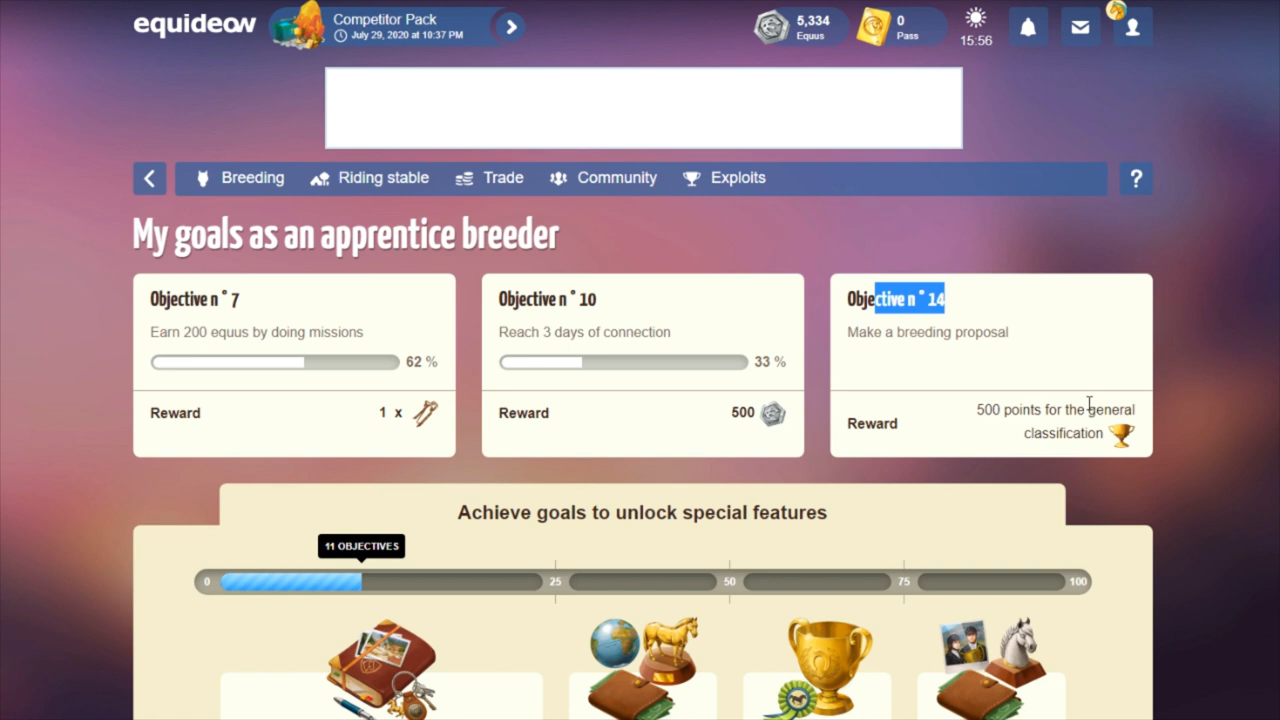 equideow
Competitor Pack
July 29, 2020 at 10:37 PM
5,334
Equus
0
Pass
15:56
Breeding
Riding stable
Trade
Community
Exploits
?
My goals as an apprentice breeder
Objective n ° 7
Earn 200 equus by doing missions
62 %
Reward
1 x
Objective n ° 10
Reach 3 days of connection
33 %
Reward
500
Objective n ° 14
Make a breeding proposal
Reward
500 points for the general
classification
Achieve goals to unlock special features
11 OBJECTIVES
0
25
50
75
100